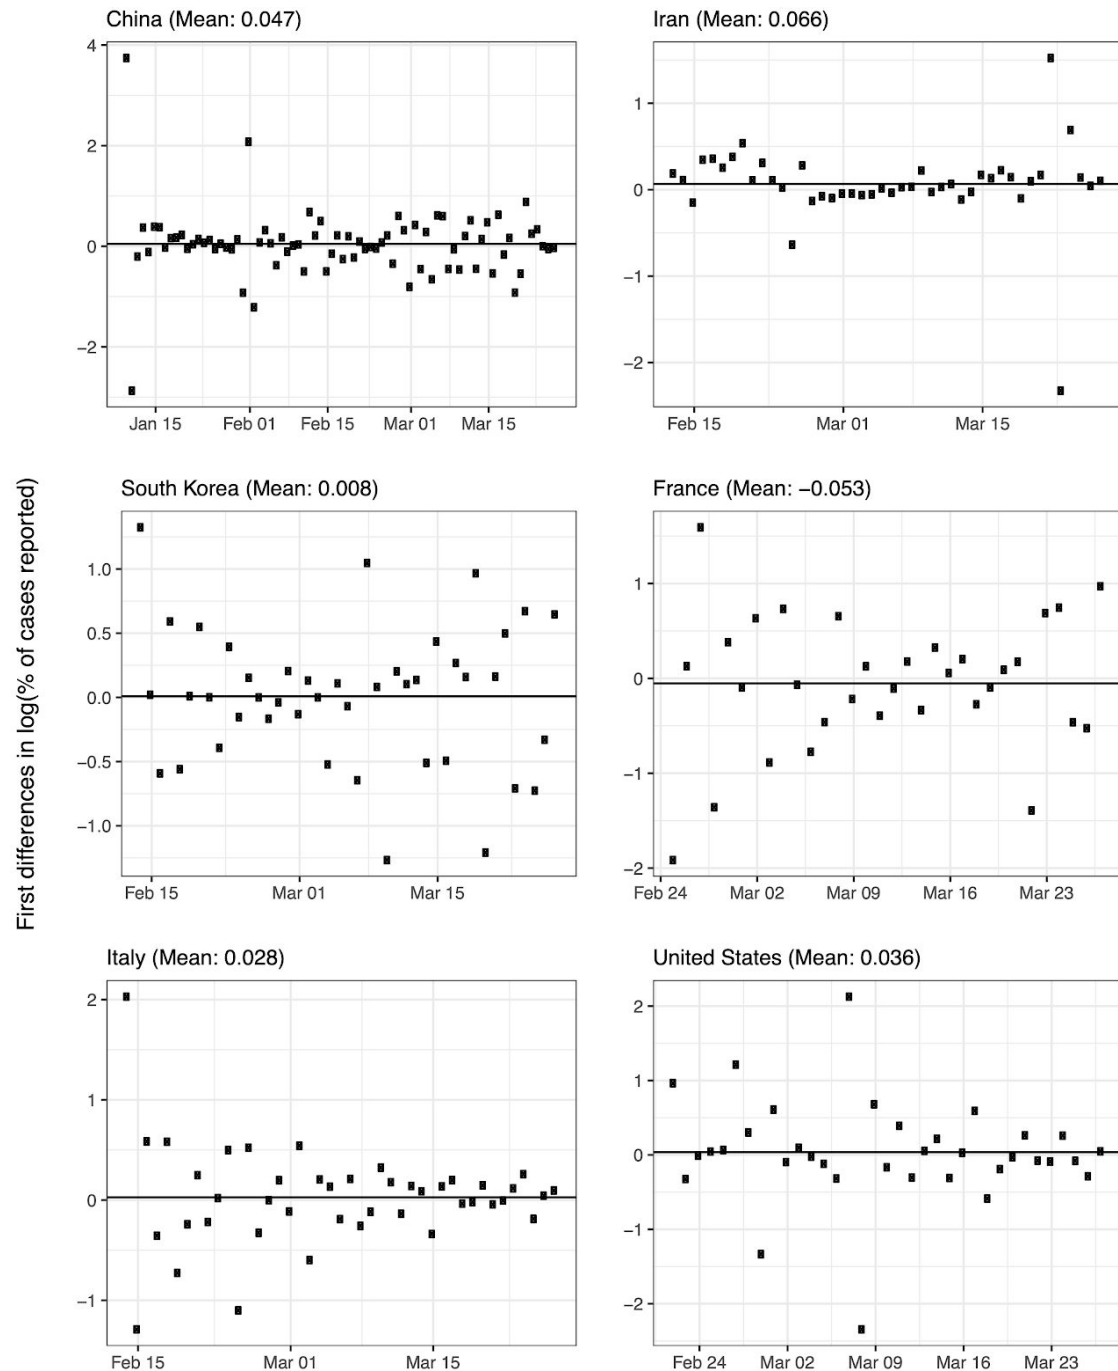 China (Mean: 0.047)
4
2
0
−2
Jan 15 Feb 01 Feb 15 Mar 01 Mar 15
Iran (Mean: 0.066)
1
0
−1
−2
Feb 15 Mar 01 Mar 15
First differences in log(% of cases reported)
South Korea (Mean: 0.008)
1.0
0.5
0.0
−0.5
−1.0
Feb 15 Mar 01 Mar 15
France (Mean: −0.053)
1
0
−1
−2
Feb 24 Mar 02 Mar 09 Mar 16 Mar 23
Italy (Mean: 0.028)
2
1
0
−1
Feb 15 Mar 01 Mar 15
United States (Mean: 0.036)
2
1
0
−1
−2
Feb 24 Mar 02 Mar 09 Mar 16 Mar 23